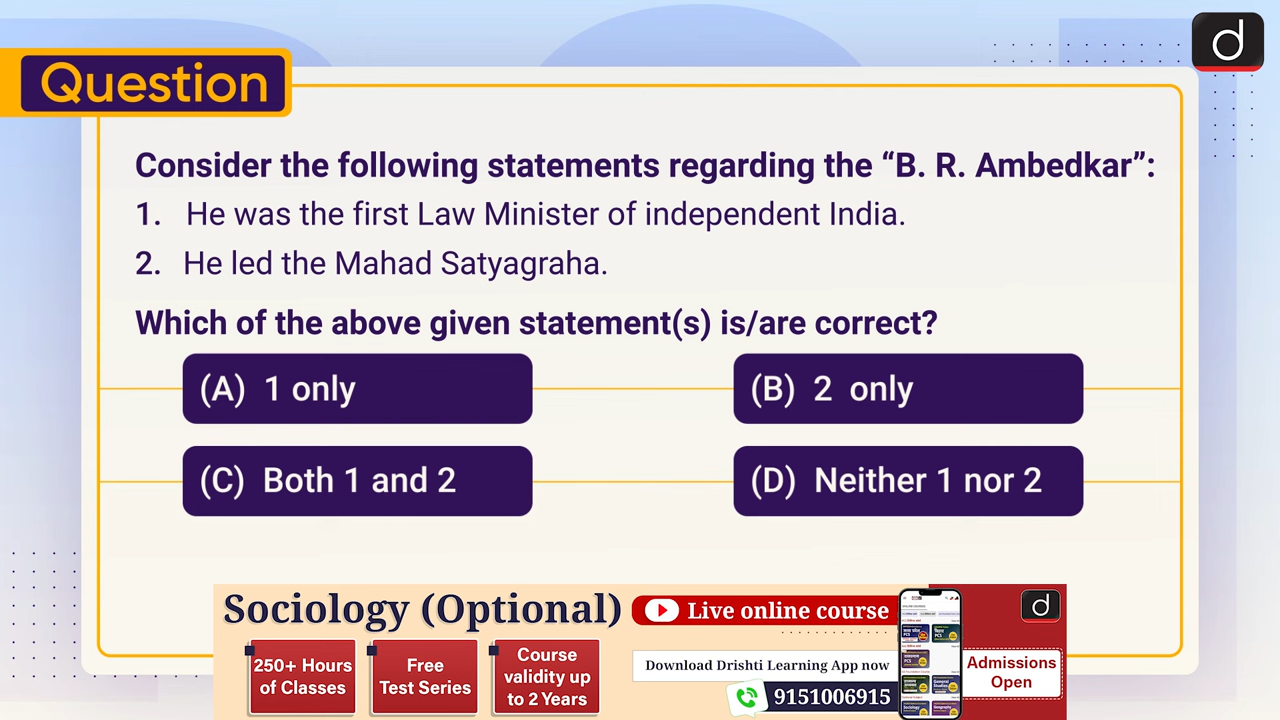 d
Question
Consider the following statements regarding the “B. R. Ambedkar”:
1. He was the first Law Minister of independent India.
2. He led the Mahad Satyagraha.
Which of the above given statement(s) is/are correct?
(A) 1 only
(B) 2 only
(C) Both 1 and 2
(D) Neither 1 nor 2
Sociology (Optional)
250+ Hours
of Classes
Free
Test Series
Course
validity up
to 2 Years
Live online course
Download Drishti Learning App now
9151006915
d
Admissions
Open